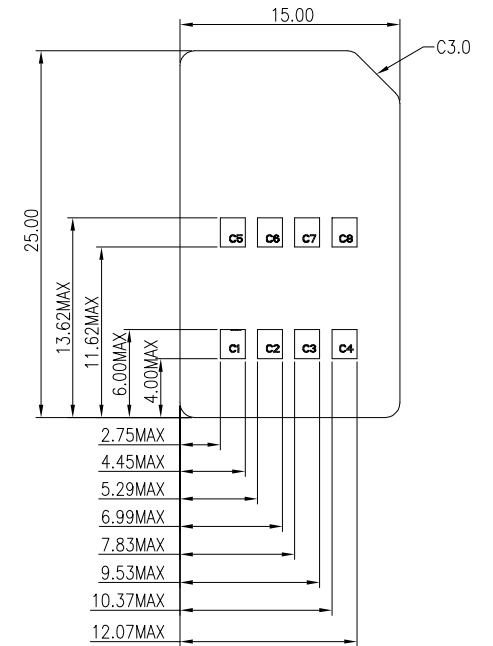 15.00
C3.0
25.00
13.62MAX
11.62MAX
6.00MAX
4.00MAX
C5 C6 C7 C8
C1 C2 C3 C4
2.75MAX
4.45MAX
5.29MAX
6.99MAX
7.83MAX
9.53MAX
10.37MAX
12.07MAX